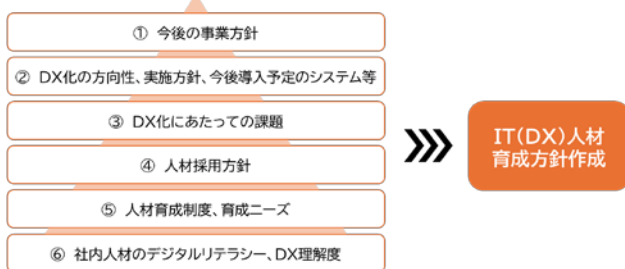 ① 今後の事業方針
② DX化の方向性、実施方針、今後導入予定のシステム等
③ DX化にあたっての課題
④ 人材採用方針
⑤ 人材育成制度、育成ニーズ
⑥ 社内人材のデジタルリテラシー、DX理解度
IT(DX)人材
育成方針作成